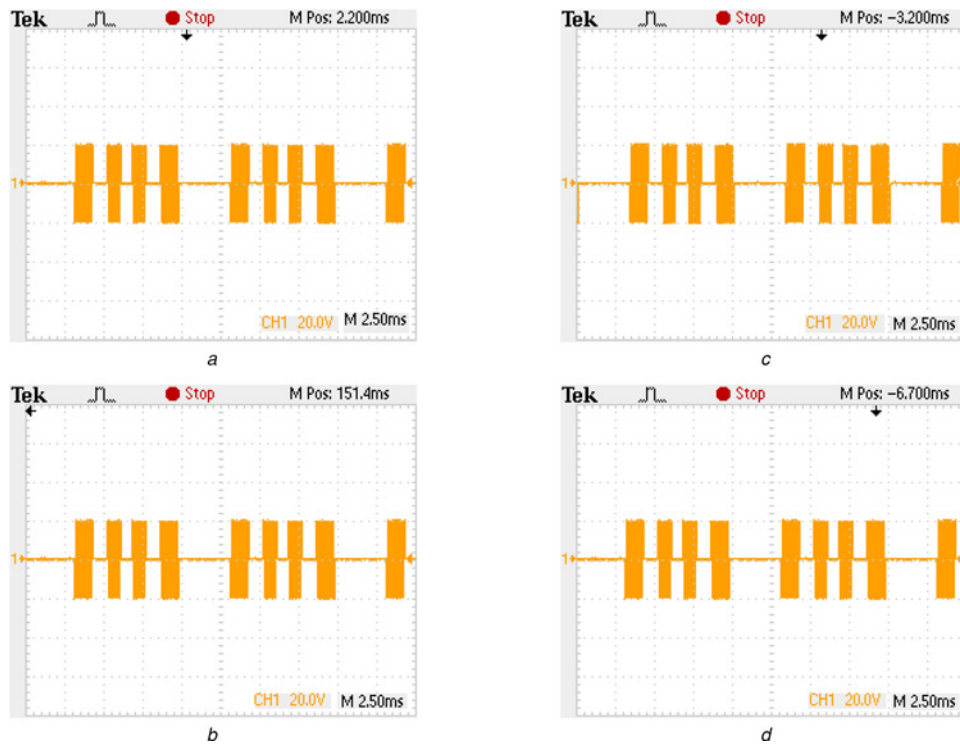 Tek Stop M Pos: 2.200ms
1
CH1 20.0V M 2.50ms
a
Tek Stop M Pos: -3.200ms
1
CH1 20.0V M 2.50ms
c
Tek Stop M Pos: 151.4ms
1
CH1 20.0V M 2.50ms
b
Tek Stop M Pos: -6.700ms
1
CH1 20.0V M 2.50ms
d